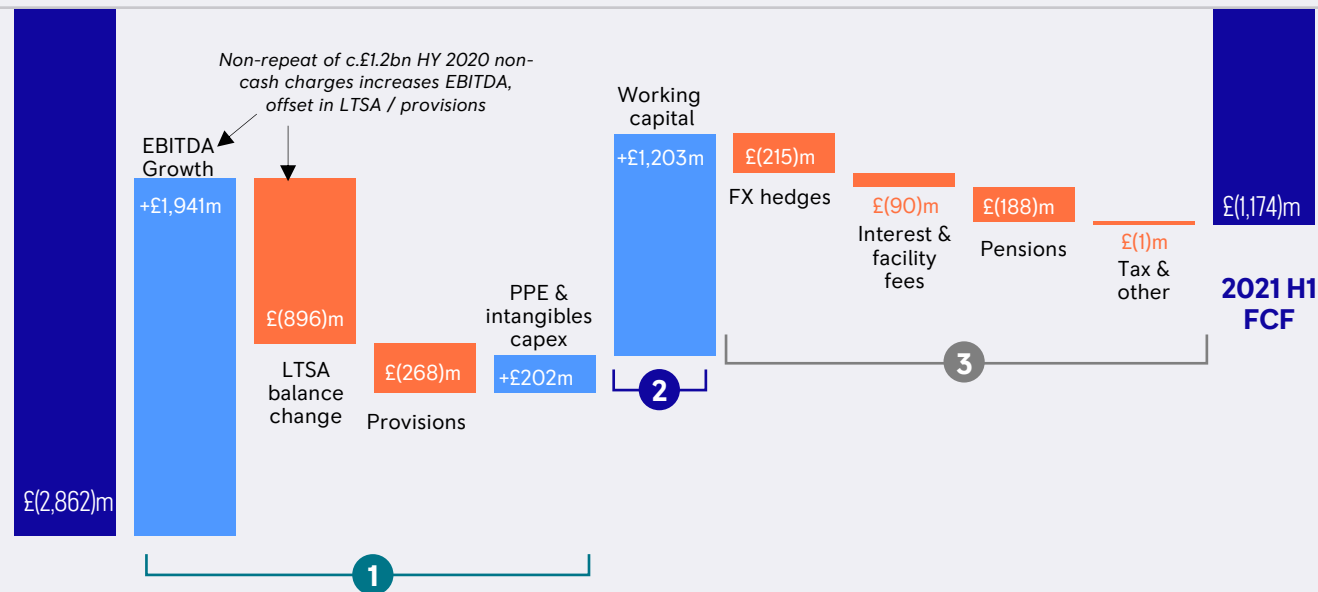 Non-repeat of c.£1.2bn HY 2020 non-
cash charges increases EBITDA,
offset in LTSA / provisions
£(2,862)m
EBITDA
Growth
+£1,941m
£(896)m
LTSA
balance
change
£(268)m
Provisions
PPE &
intangibles
capex
+£202m
1
Working
capital
+£1,203m
2
£(215)m
FX hedges
£(90)m
Interest &
facility
fees
£(188)m
Pensions
£(1)m
Tax &
other
3
£(1,174)m
2021 H1
FCF